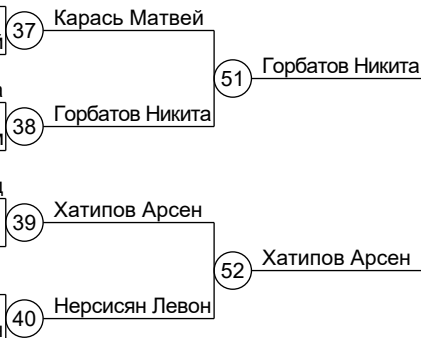 37
Карась Матвей
51
Горбатов Никита
38
Горбатов Никита
39
Хатипов Арсен
52
Хатипов Арсен
40
Нерсисян Левон